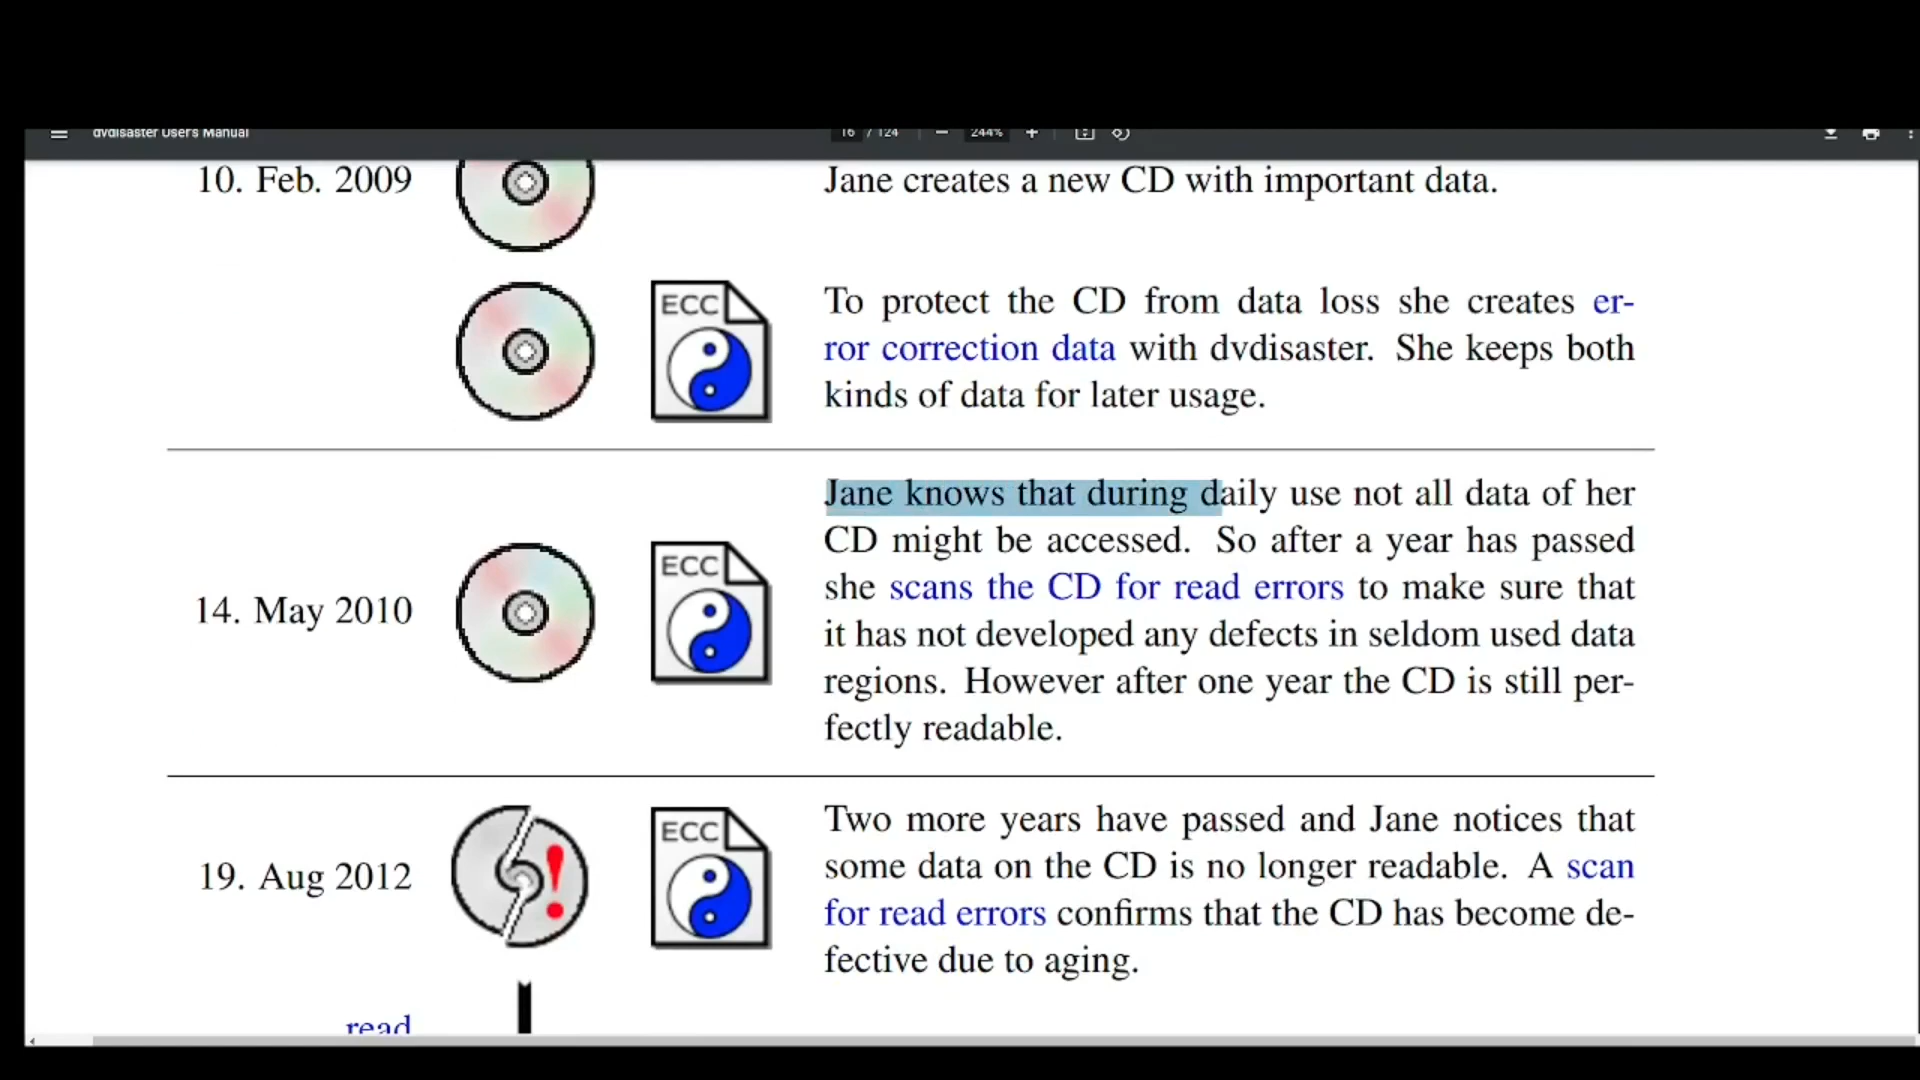 dvdisaster User's Manual
16 / 124
244%
10. Feb. 2009
Jane creates a new CD with important data.
ECC
To protect the CD from data loss she creates er-
ror correction data with dvdisaster. She keeps both
kinds of data for later usage.
14. May 2010
ECC
Jane knows that during daily use not all data of her
CD might be accessed. So after a year has passed
she scans the CD for read errors to make sure that
it has not developed any defects in seldom used data
regions. However after one year the CD is still per-
fectly readable.
19. Aug 2012
!
ECC
Two more years have passed and Jane notices that
some data on the CD is no longer readable. A scan
for read errors confirms that the CD has become de-
fective due to aging.
read